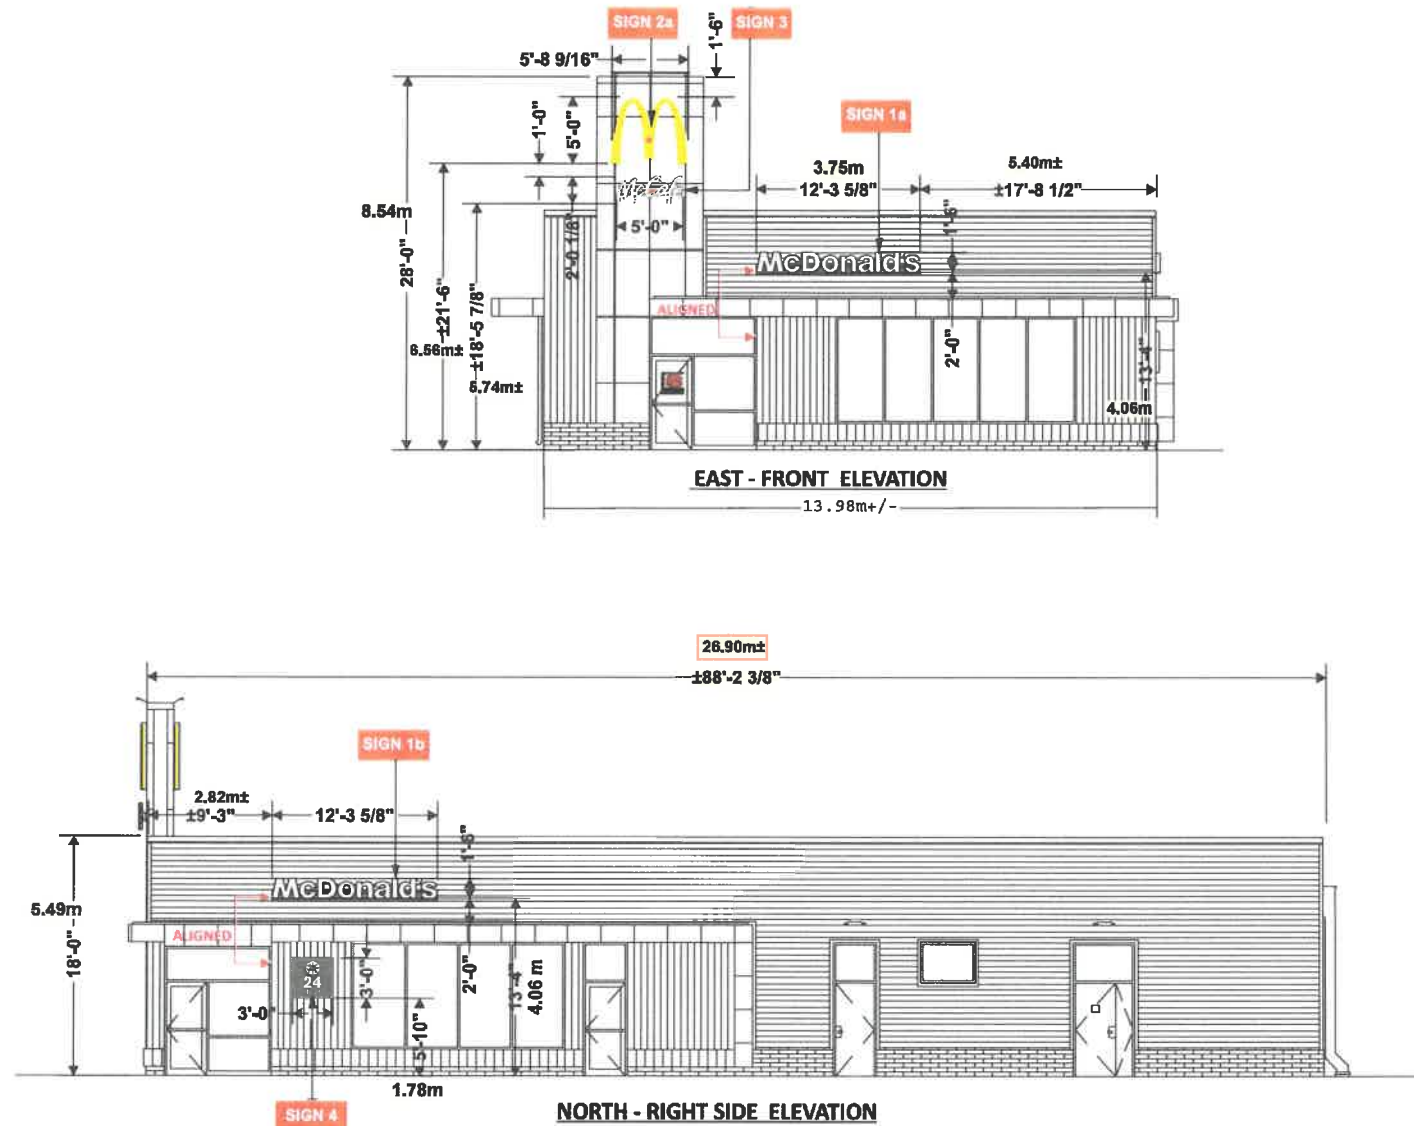 SIGN 2a
SIGN 3
1'-6"
5'-8 9/16"
SIGN 1a
1'-0"
5'-0"
3.75m
12'-3 5/8"
5.40m±
±17'-8 1/2"
McCafé
8.54m
28'-0"
5'-0"
2'-0 1/8"
1'-6"
McDonald's
±21'-6"
6.56m±
±18'-5 7/8"
5.74m±
ALIGNED
2'-0"
13'-4"
4.06m
EAST - FRONT ELEVATION
13.98m+/-
26.90m±
±88'-2 3/8"
SIGN 1b
2.82m±
±9'-3"
12'-3 5/8"
1'-6"
McDonald's
5.49m
18'-0"
ALIGNED
24
3'-0"
3'-0"
2'-0"
13'-4"
4.06 m
5'-10"
1.78m
SIGN 4
NORTH - RIGHT SIDE ELEVATION